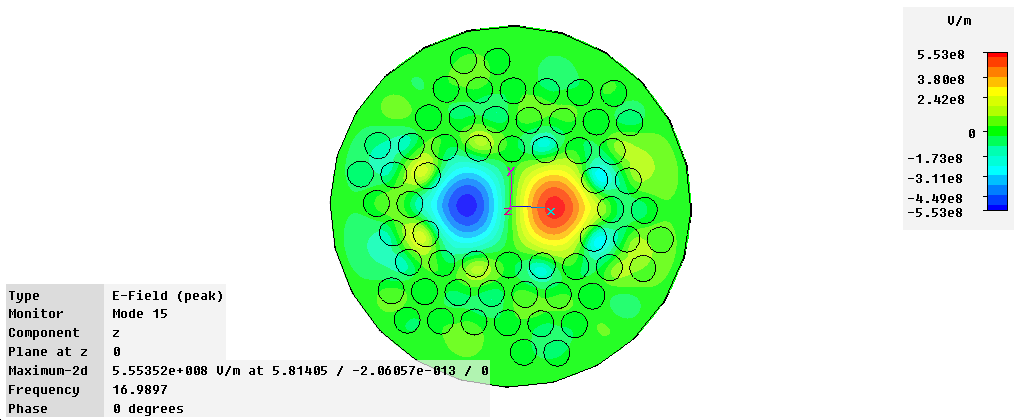 V/m
5.53e8
3.80e8
2.42e8
0
-1.73e8
-3.11e8
-4.49e8
-5.53e8
Y
Z
X
Type E-Field (peak)
Monitor Mode 15
Component z
Plane at z 0
Maximum-2d 5.55352e+008 V/m at 5.81405 / -2.06057e-013 / 0
Frequency 16.9897
Phase 0 degrees